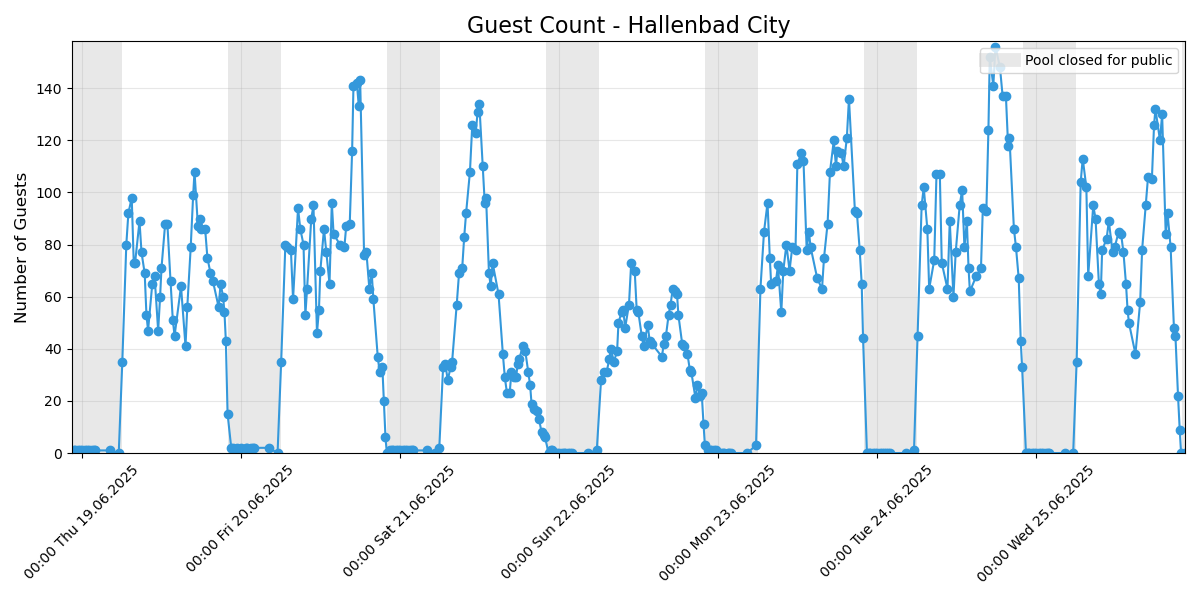 Guest Count - Hallenbad City
Pool closed for public
Number of Guests
140
120
100
80
60
40
20
0
00:00 Thu 19.06.2025
00:00 Fri 20.06.2025
00:00 Sat 21.06.2025
00:00 Sun 22.06.2025
00:00 Mon 23.06.2025
00:00 Tue 24.06.2025
00:00 Wed 25.06.2025